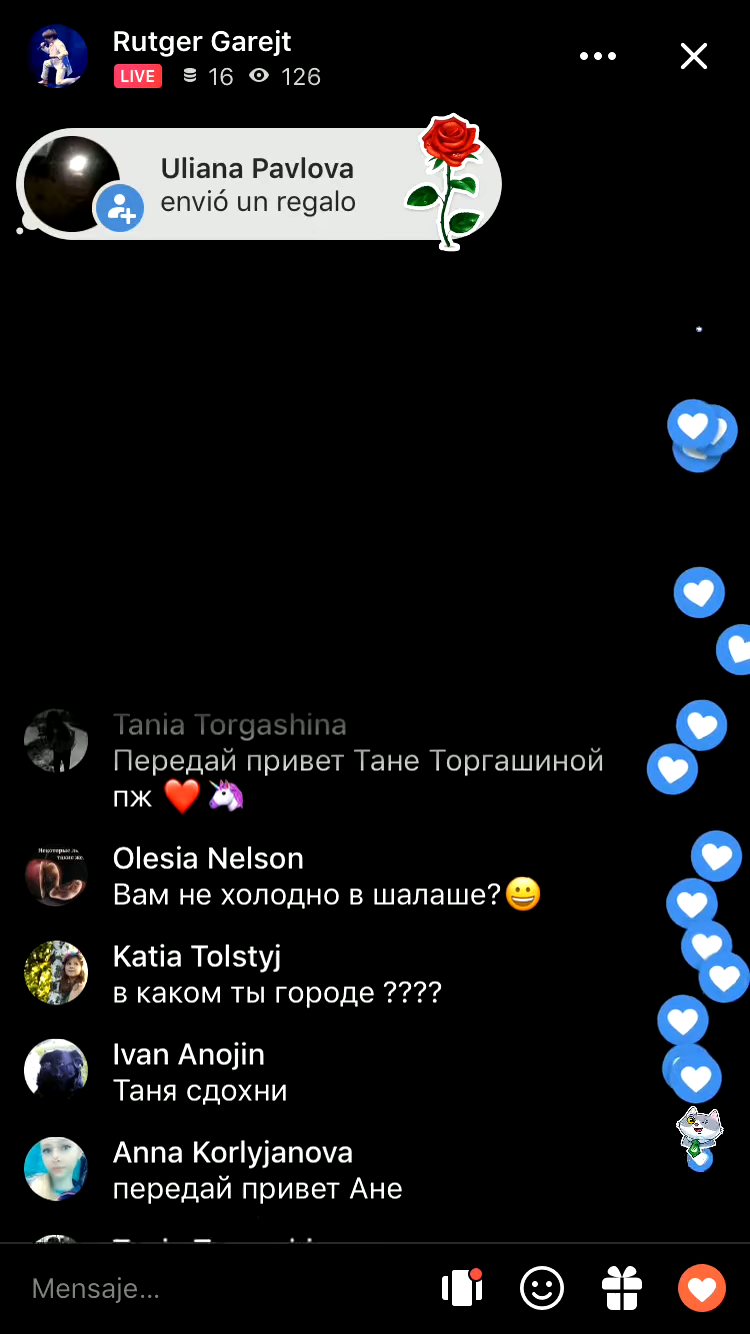 Rutger Garejt
LIVE 16 126
Uliana Pavlova
envió un regalo
Tania Torgashina
Передай привет Тане Торгашиной
пж ❤️🦄
Olesia Nelson
Вам не холодно в шалаше?😀
Katia Tolstyj
в каком ты городе ????
Ivan Anojin
Таня сдохни
Anna Korlyjanova
передай привет Ане
Mensaje...